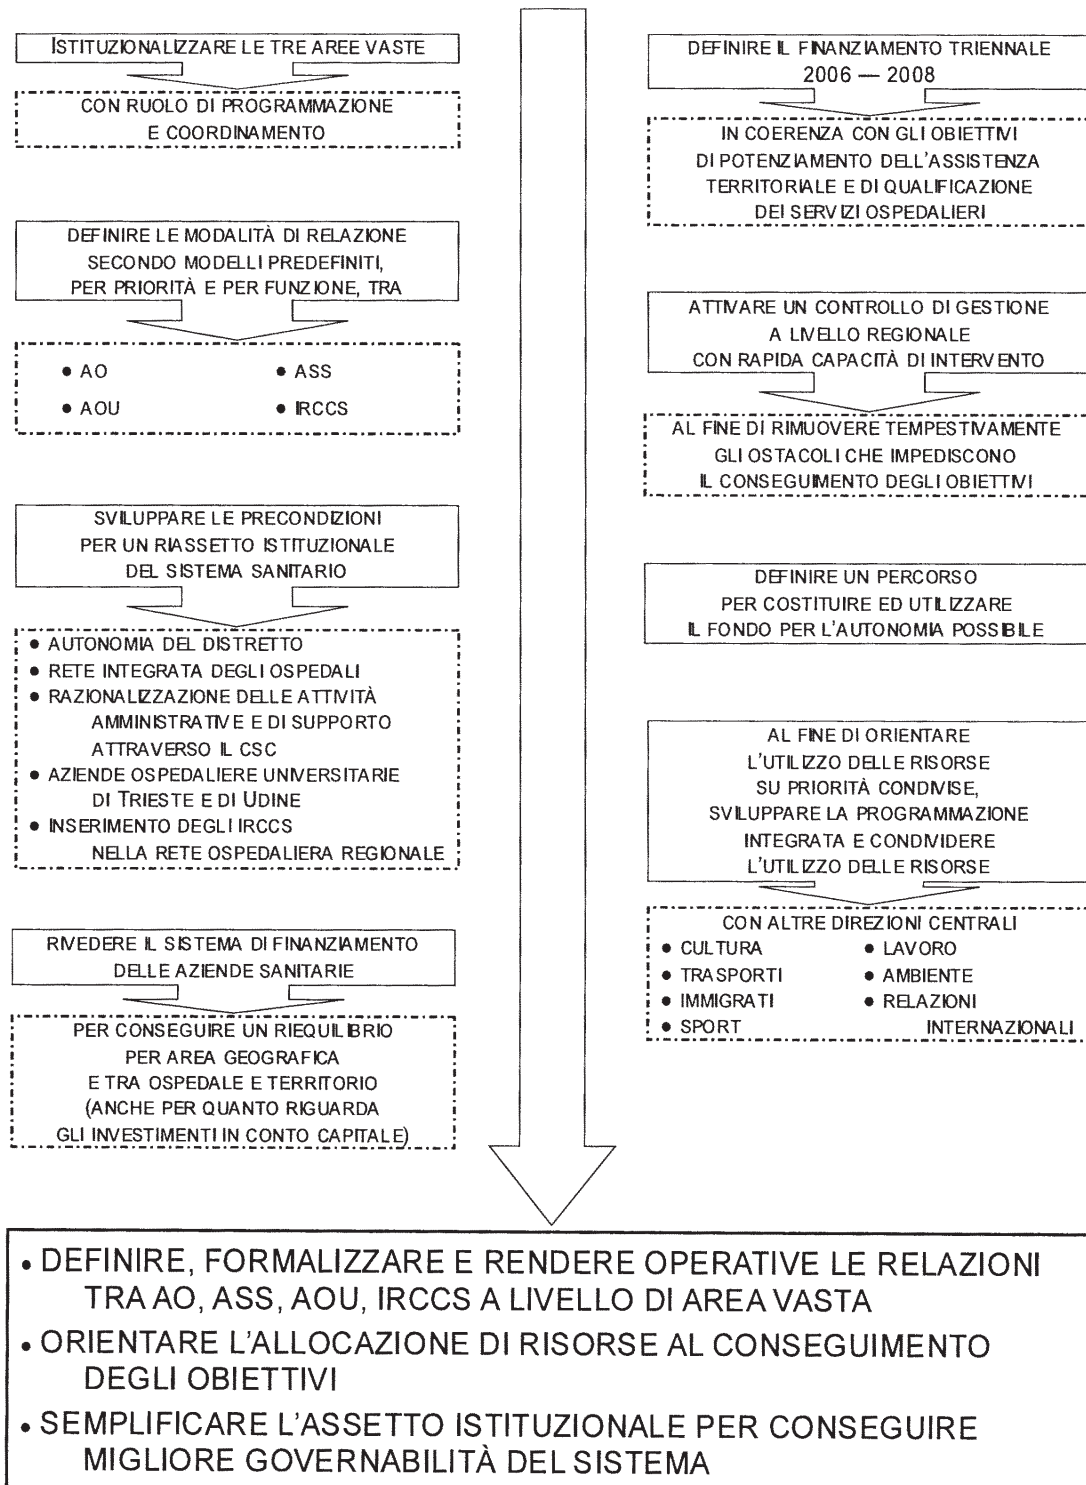 ISTITUZIONALIZZARE LE TRE AREE VASTE
CON RUOLO DI PROGRAMMAZIONE
E COORDINAMENTO
DEFINIRE LE MODALITÀ DI RELAZIONE
SECONDO MODELLI PREDEFINITI,
PER PRIORITÀ E PER FUNZIONE, TRA
• AO
• ASS
• AOU
• IRCCS
SVILUPPARE LE PRECONDIZIONI
PER UN RIASSETTO ISTITUZIONALE
DEL SISTEMA SANITARIO
• AUTONOMIA DEL DISTRETTO
• RETE INTEGRATA DEGLI OSPEDALI
• RAZIONALIZZAZIONE DELLE ATTIVITÀ
AMMINISTRATIVE E DI SUPPORTO
ATTRAVERSO IL CSC
• AZIENDE OSPEDALIERE UNIVERSITARIE
DI TRIESTE E DI UDINE
• INSERIMENTO DEGLI IRCCS
NELLA RETE OSPEDALIERA REGIONALE
RIVEDERE IL SISTEMA DI FINANZIAMENTO
DELLE AZIENDE SANITARIE
PER CONSEGUIRE UN RIEQUILIBRIO
PER AREA GEOGRAFICA
E TRA OSPEDALE E TERRITORIO
(ANCHE PER QUANTO RIGUARDA
GLI INVESTIMENTI IN CONTO CAPITALE)
DEFINIRE IL FINANZIAMENTO TRIENNALE
2006 — 2008
IN COERENZA CON GLI OBIETTIVI
DI POTENZIAMENTO DELL'ASSISTENZA
TERRITORIALE E DI QUALIFICAZIONE
DEI SERVIZI OSPEDALIERI
ATTIVARE UN CONTROLLO DI GESTIONE
A LIVELLO REGIONALE
CON RAPIDA CAPACITÀ DI INTERVENTO
AL FINE DI RIMUOVERE TEMPESTIVAMENTE
GLI OSTACOLI CHE IMPEDISCONO
IL CONSEGUIMENTO DEGLI OBIETTIVI
DEFINIRE UN PERCORSO
PER COSTITUIRE ED UTILIZZARE
IL FONDO PER L'AUTONOMIA POSSIBILE
AL FINE DI ORIENTARE
L'UTILIZZO DELLE RISORSE
SU PRIORITÀ CONDIVISE,
SVILUPPARE LA PROGRAMMAZIONE
INTEGRATA E CONDIVIDERE
L'UTILIZZO DELLE RISORSE
CON ALTRE DIREZIONI CENTRALI
• CULTURA
• LAVORO
• TRASPORTI
• AMBIENTE
• IMMIGRATI
• RELAZIONI
• SPORT
INTERNAZIONALI
• DEFINIRE, FORMALIZZARE E RENDERE OPERATIVE LE RELAZIONI
TRA AO, ASS, AOU, IRCCS A LIVELLO DI AREA VASTA
• ORIENTARE L'ALLOCAZIONE DI RISORSE AL CONSEGUIMENTO
DEGLI OBIETTIVI
• SEMPLIFICARE L'ASSETTO ISTITUZIONALE PER CONSEGUIRE
MIGLIORE GOVERNABILITÀ DEL SISTEMA